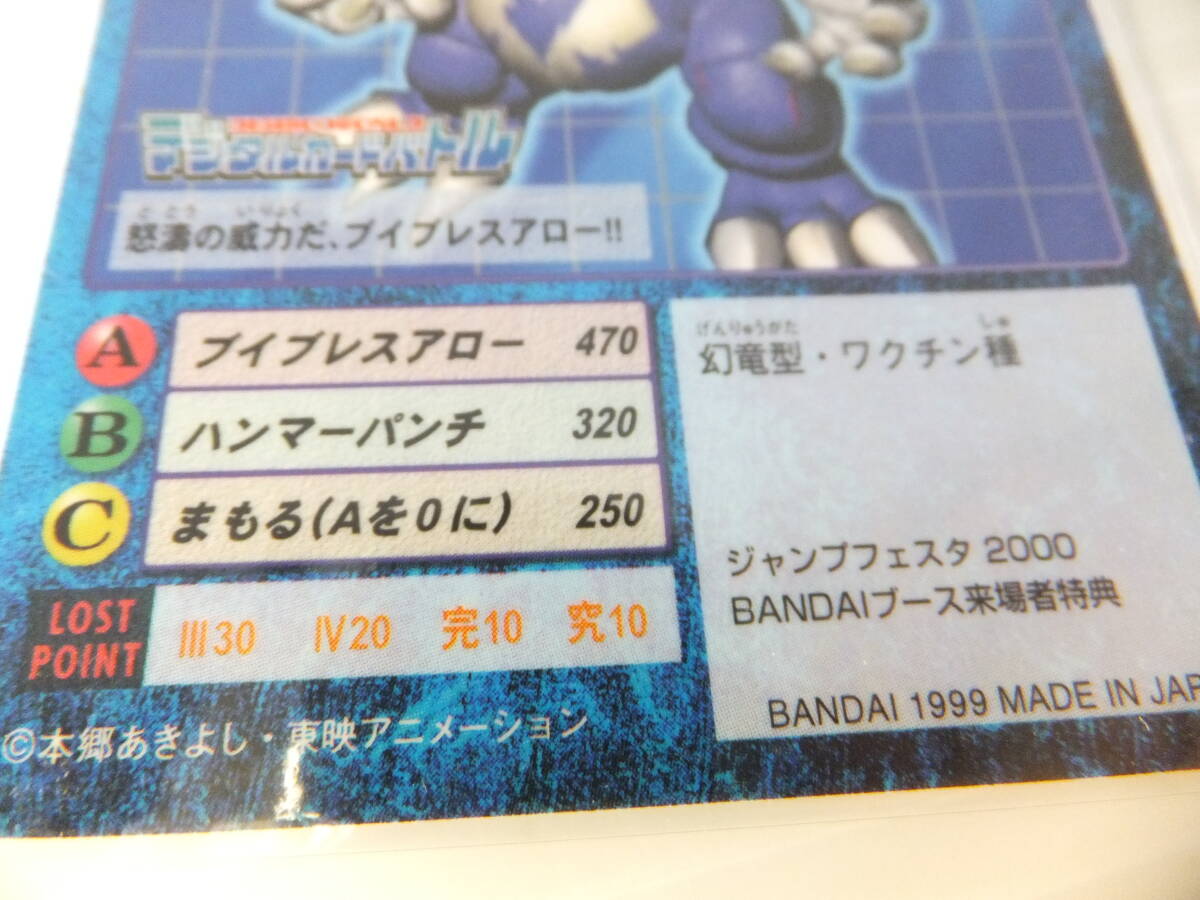 デジタルカードバトル
どとう いりょく
怒濤の威力だ、ブイブレスアロー!!
A ブイブレスアロー 470
B ハンマーパンチ 320
C まもる(Aを0に) 250
LOST POINT III30 IV20 完10 究10
げんりゅうがた しゅ
幻竜型・ワクチン種
ジャンプフェスタ 2000
BANDAIブース来場者特典
BANDAI 1999 MADE IN JAP
©本郷あきよし・東映アニメーション